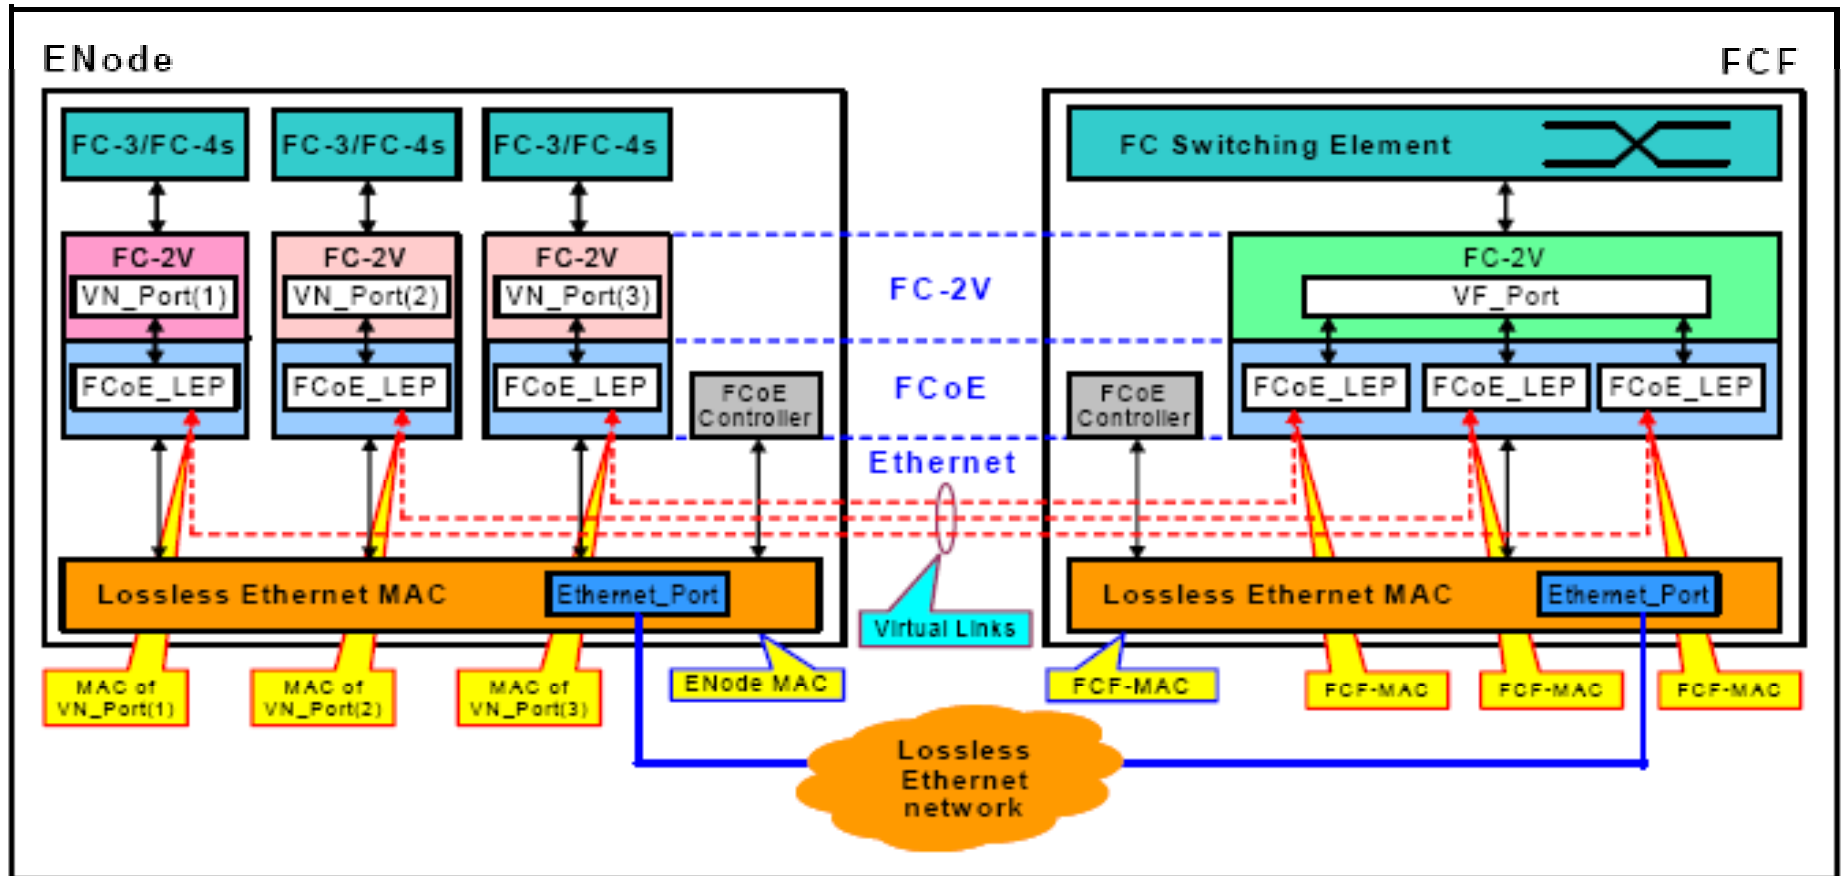 ENode
FCF
FC-3/FC-4s
FC-3/FC-4s
FC-3/FC-4s
FC Switching Element
FC-2V
VN_Port(1)
FC-2V
VN_Port(2)
FC-2V
VN_Port(3)
FC-2V
FC-2V
VF_Port
FCoE_LEP
FCoE_LEP
FCoE_LEP
FCoE
Controller
FCoE
FCoE
Controller
FCoE_LEP
FCoE_LEP
FCoE_LEP
Ethernet
Lossless Ethernet MAC
Ethernet_Port
Virtual Links
Lossless Ethernet MAC
Ethernet_Port
MAC of
VN_Port(1)
MAC of
VN_Port(2)
MAC of
VN_Port(3)
ENode MAC
FCF-MAC
FCF-MAC
FCF-MAC
FCF-MAC
Lossless
Ethernet
network